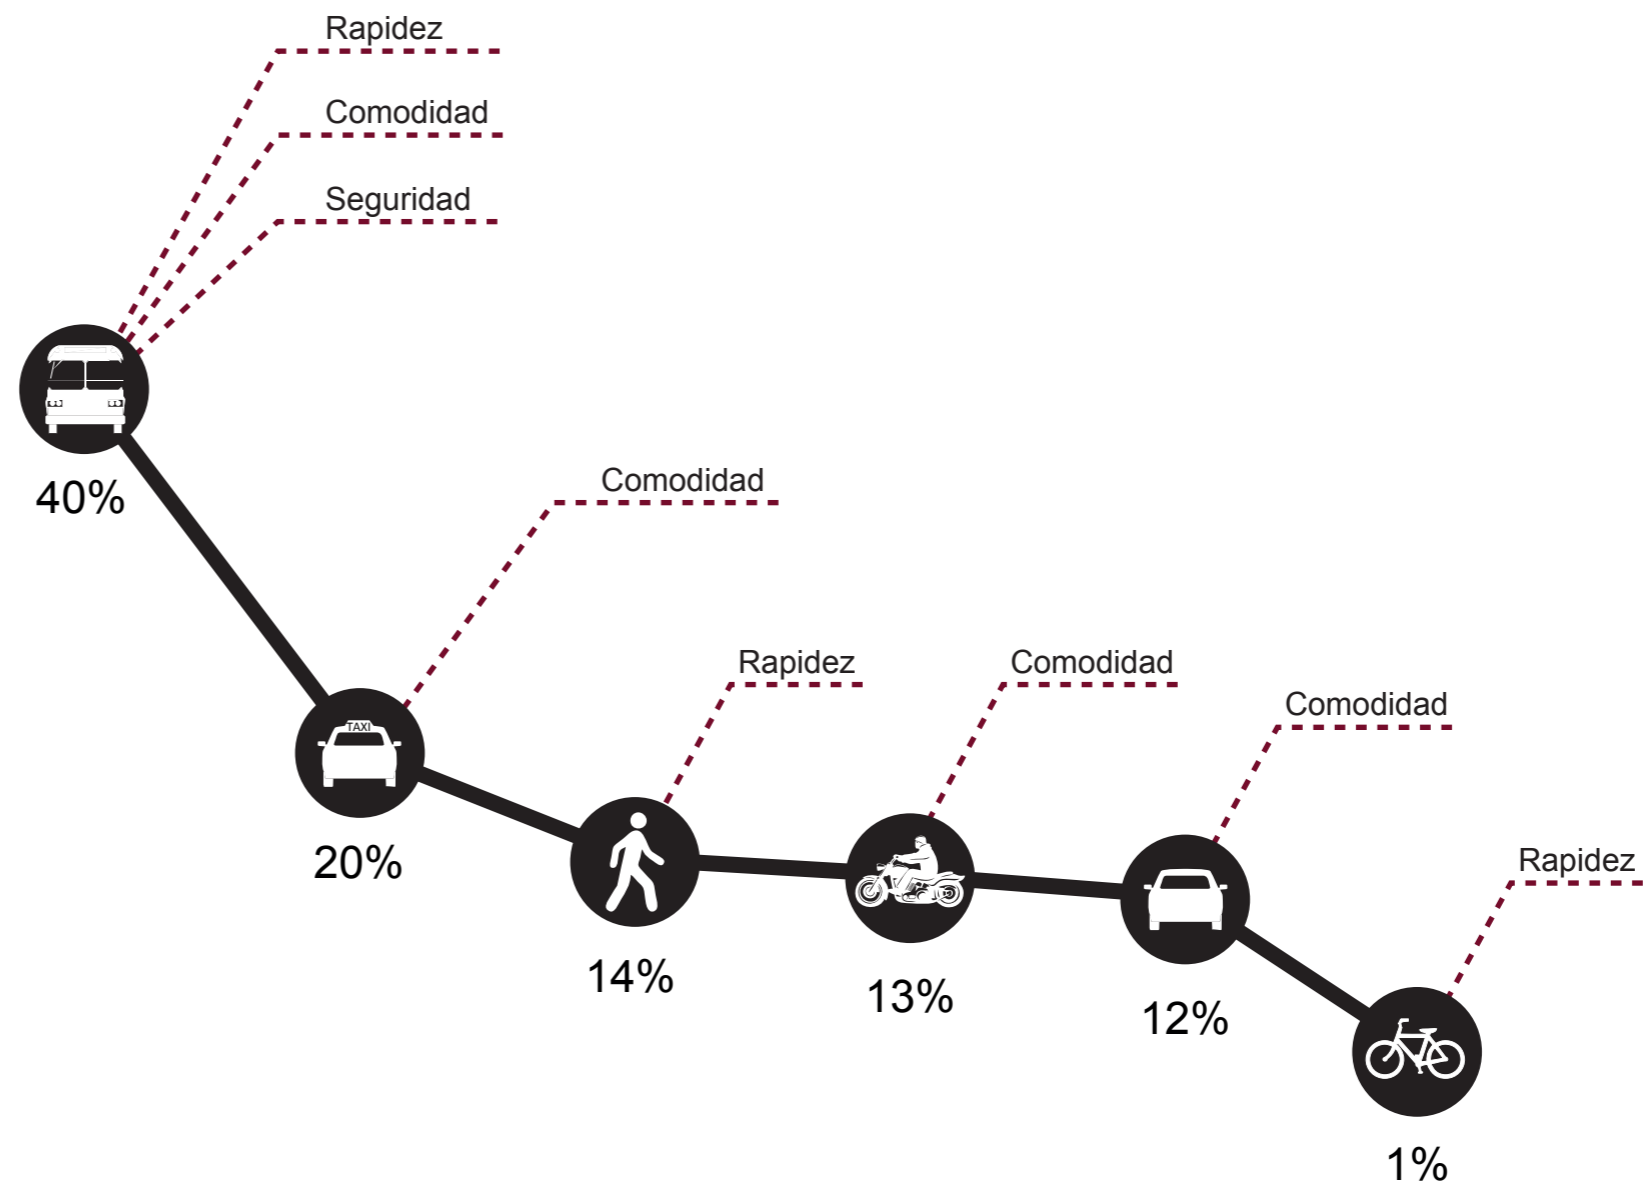 Rapidez
Comodidad
Seguridad
40%
Comodidad
TAXI
20%
Rapidez
14%
Comodidad
13%
Comodidad
12%
Rapidez
1%